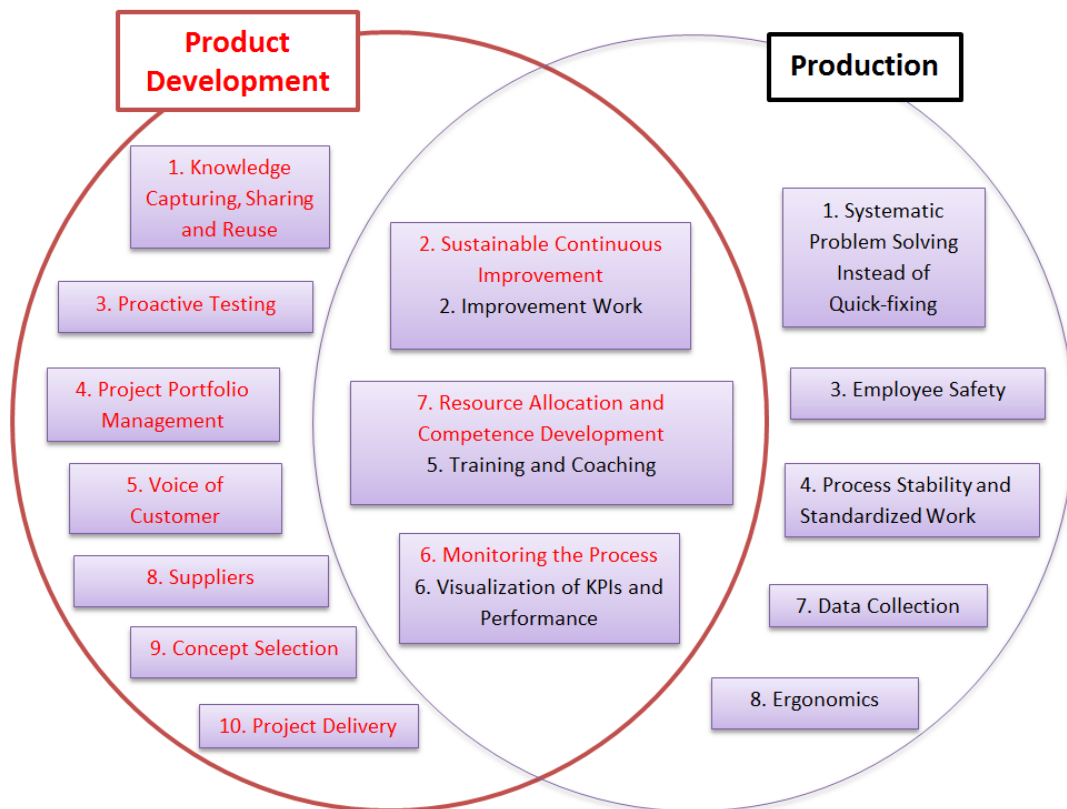 Product
Development
Production
1. Knowledge
Capturing, Sharing
and Reuse
3. Proactive Testing
4. Project Portfolio
Management
5. Voice of
Customer
8. Suppliers
9. Concept Selection
10. Project Delivery
2. Sustainable Continuous
Improvement
2. Improvement Work
7. Resource Allocation and
Competence Development
5. Training and Coaching
6. Monitoring the Process
6. Visualization of KPIs and
Performance
1. Systematic
Problem Solving
Instead of
Quick-fixing
3. Employee Safety
4. Process Stability and
Standardized Work
7. Data Collection
8. Ergonomics